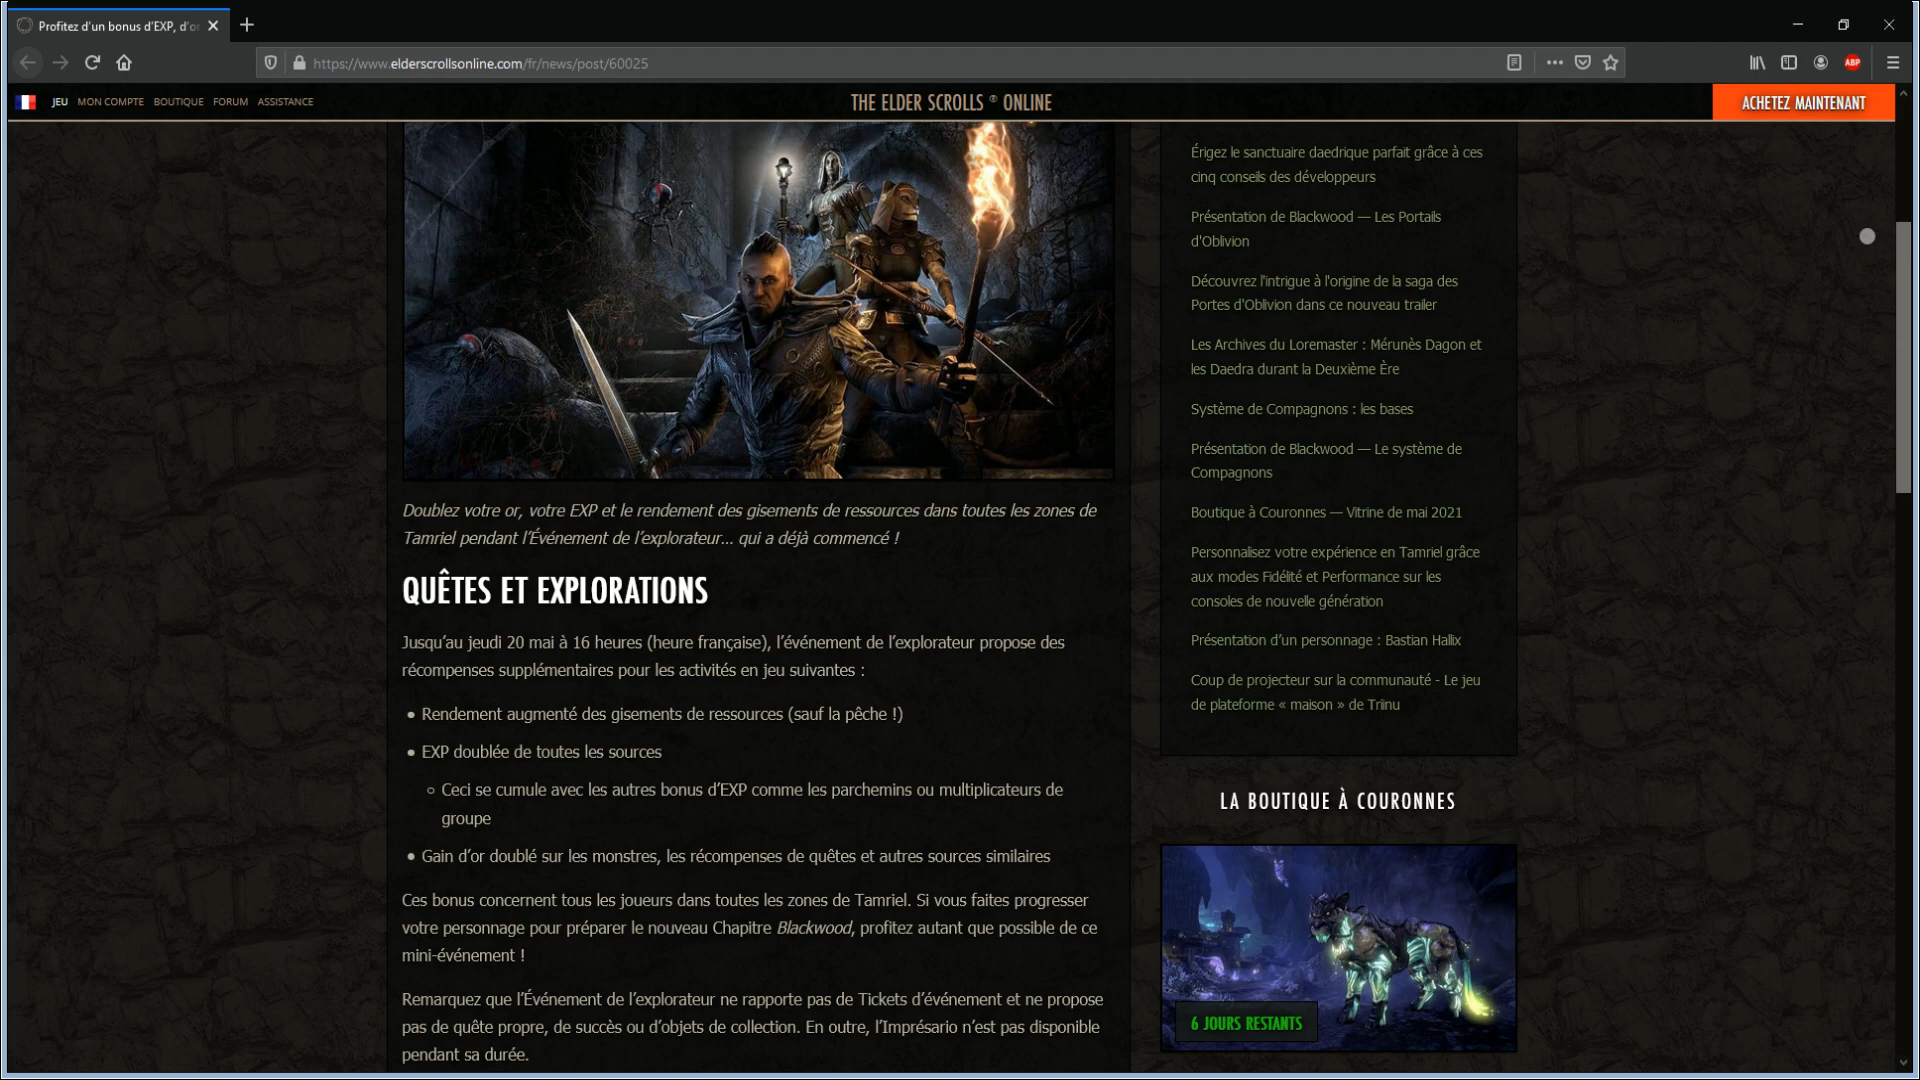 Profitez d'un bonus d'EXP, d'or
https://www.elderscrollsonline.com/fr/news/post/60025
ABP
JEU MON COMPTE BOUTIQUE FORUM ASSISTANCE
THE ELDER SCROLLS ® ONLINE
ACHETEZ MAINTENANT
Doublez votre or, votre EXP et le rendement des gisements de ressources dans toutes les zones de
Tamriel pendant l'Événement de l'explorateur... qui a déjà commencé !
QUÊTES ET EXPLORATIONS
Jusqu'au jeudi 20 mai à 16 heures (heure française), l'événement de l'explorateur propose des
récompenses supplémentaires pour les activités en jeu suivantes :
• Rendement augmenté des gisements de ressources (sauf la pêche !)
• EXP doublée de toutes les sources
○ Ceci se cumule avec les autres bonus d'EXP comme les parchemins ou multiplicateurs de
groupe
• Gain d'or doublé sur les monstres, les récompenses de quêtes et autres sources similaires
Ces bonus concernent tous les joueurs dans toutes les zones de Tamriel. Si vous faites progresser
votre personnage pour préparer le nouveau Chapitre Blackwood, profitez autant que possible de ce
mini-événement !
Remarquez que l'Événement de l'explorateur ne rapporte pas de Tickets d'événement et ne propose
pas de quête propre, de succès ou d'objets de collection. En outre, l'Imprésario n'est pas disponible
pendant sa durée.
Érigez le sanctuaire daedrique parfait grâce à ces
cinq conseils des développeurs
Présentation de Blackwood — Les Portails
d'Oblivion
Découvrez l'intrigue à l'origine de la saga des
Portes d'Oblivion dans ce nouveau trailer
Les Archives du Loremaster : Mérunès Dagon et
les Daedra durant la Deuxième Ère
Système de Compagnons : les bases
Présentation de Blackwood — Le système de
Compagnons
Boutique à Couronnes — Vitrine de mai 2021
Personnalisez votre expérience en Tamriel grâce
aux modes Fidélité et Performance sur les
consoles de nouvelle génération
Présentation d'un personnage : Bastian Hallix
Coup de projecteur sur la communauté - Le jeu
de plateforme « maison » de Triinu
LA BOUTIQUE À COURONNES
6 JOURS RESTANTS